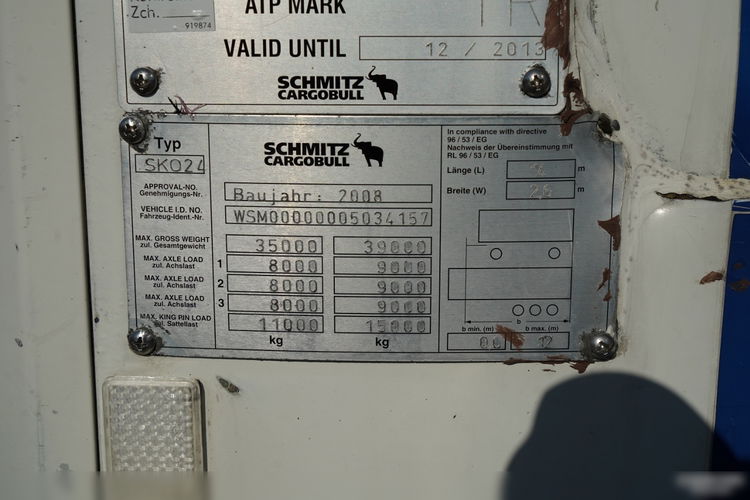 Zch.
919874
ATP MARK
VALID UNTIL 12 / 2013
SCHMITZ
CARGOBULL
Typ
SKO24
SCHMITZ
CARGOBULL
APPROVAL-NO.
Genehmigungs-Nr.
Baujahr: 2008
VEHICLE I.D. NO.
Fahrzeug-Ident.-Nr.
WSM00000005034157
MAX. GROSS WEIGHT
zul. Gesamtgewicht
35000 39000
MAX. AXLE LOAD
zul. Achslast
1 8000 9000
MAX. AXLE LOAD
zul. Achslast
2 8000 9000
MAX. AXLE LOAD
zul. Achslast
3 8000 9000
MAX. KING PIN LOAD
zul. Sattellast
11000 15000
kg kg
In compliance with directive
96 / 53 / EG
Nachweis der Übereinstimmung mit
RL 96 / 53 / EG
Länge (L) m
Breite (W) m
b
b min. (m) b max. (m)
12